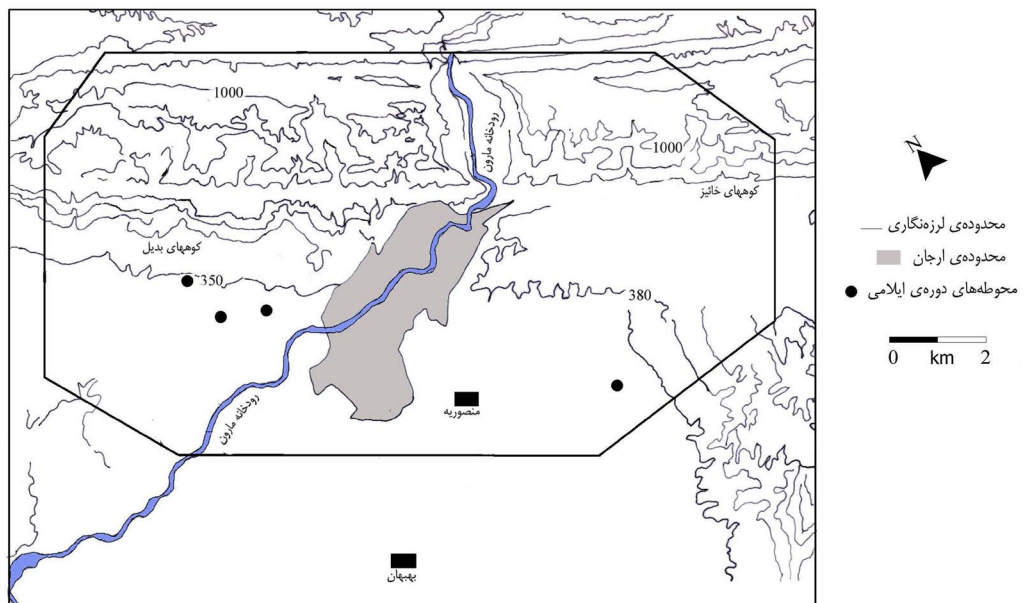 1000
رودخانه مارون
1000
کوههای خائیز
کوههای بدیل
350
380
منصوریه
رودخانه مارون
بهبهان
N
محدوده‌ی لرزه‌نگاری
محدوده‌ی ارجان
محوطه‌های دوره‌ی ایلامی
0 km 2